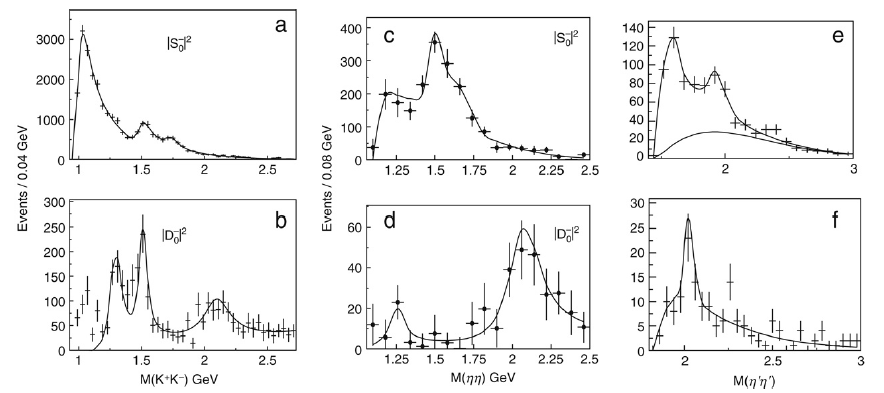 a
|S₀⁻|²
3000
2000
1000
0
1 1.5 2 2.5
Events / 0.04 GeV
b
|D₀⁻|²
300
250
200
150
100
50
0
1 1.5 2 2.5
M(K⁺K⁻) GeV
c
|S₀⁻|²
400
300
200
100
0
1.25 1.5 1.75 2 2.25 2.5
Events / 0.08 GeV
d
|D₀⁻|²
60
40
20
0
1.25 1.5 1.75 2 2.25 2.5
M(ηη) GeV
e
140
120
100
80
60
40
20
0
2 3
f
30
25
20
15
10
5
0
2 2.5 3
M(η′η′)